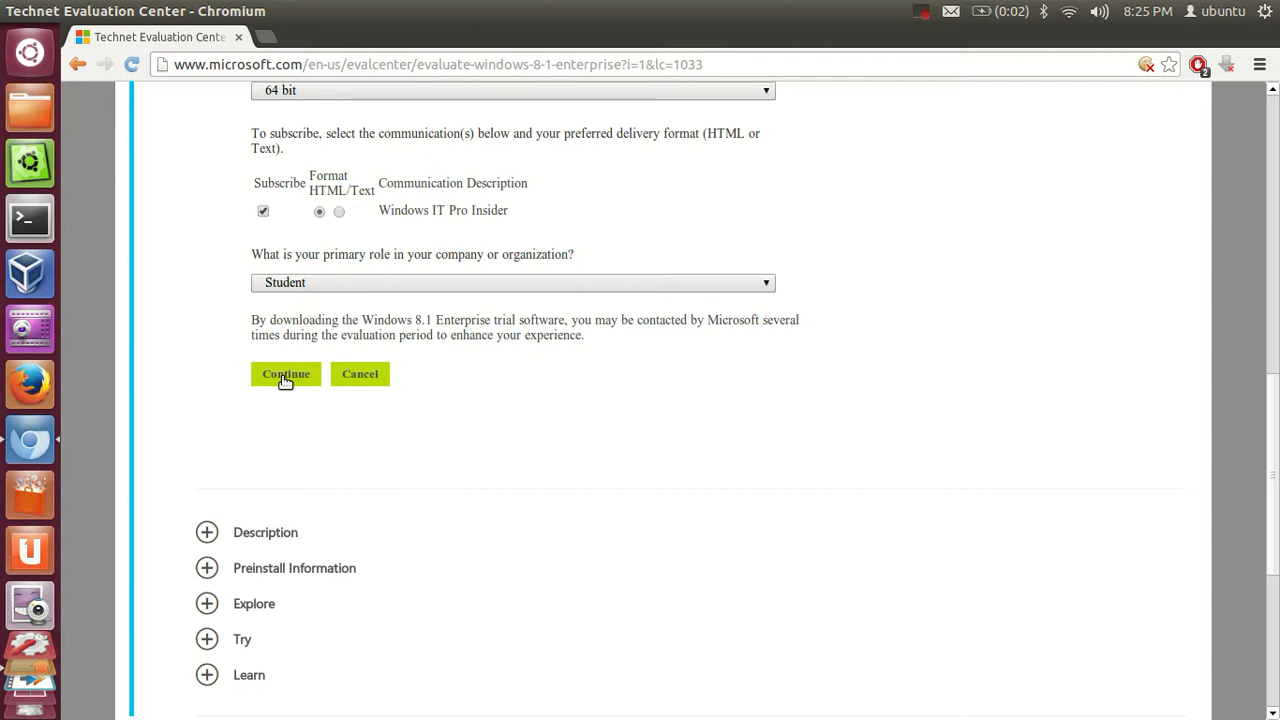 Technet Evaluation Center - Chromium
(0:02)
8:25 PM
ubuntu
Technet Evaluation Cente
www.microsoft.com/en-us/evalcenter/evaluate-windows-8-1-enterprise?i=1&lc=1033
2
64 bit
To subscribe, select the communication(s) below and your preferred delivery format (HTML or
Text).
Subscribe Format HTML/Text Communication Description
Windows IT Pro Insider
What is your primary role in your company or organization?
Student
By downloading the Windows 8.1 Enterprise trial software, you may be contacted by Microsoft several
times during the evaluation period to enhance your experience.
Continue Cancel
Description
Preinstall Information
Explore
Try
Learn